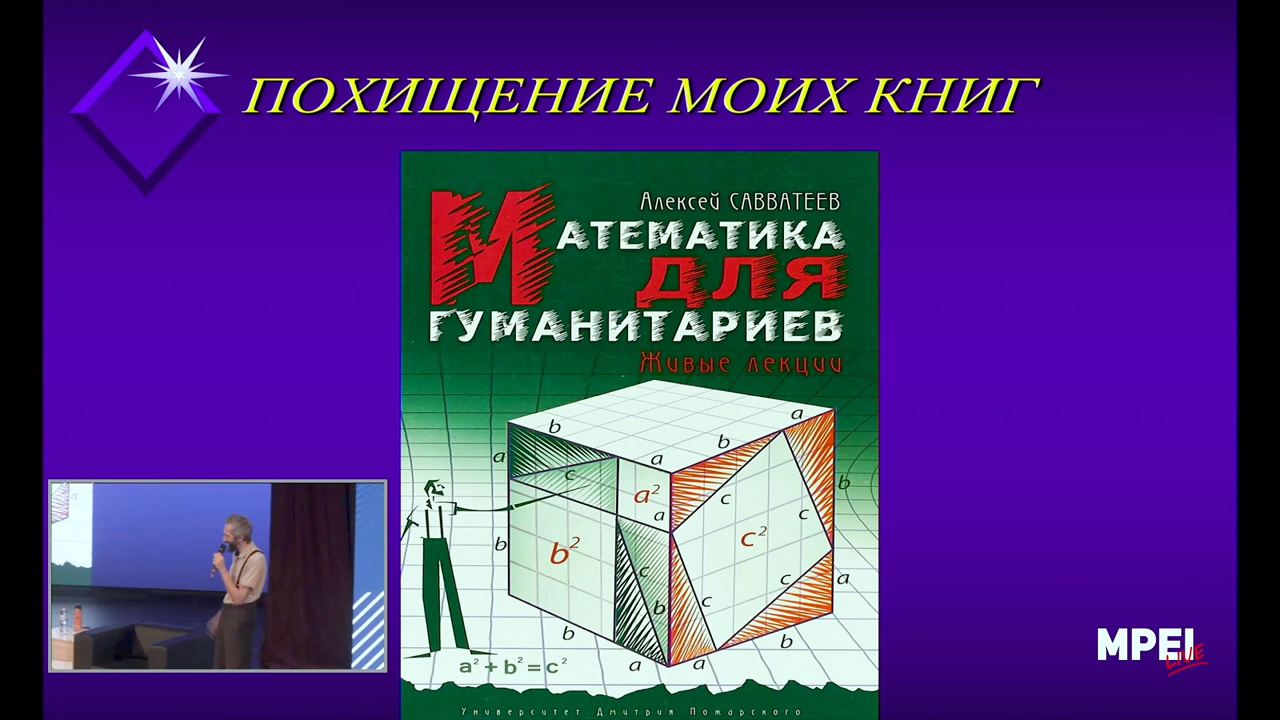 ПОХИЩЕНИЕ МОИХ КНИГ
Алексей САВВАТЕЕВ
МАТЕМАТИКА
ДЛЯ
ГУМАНИТАРИЕВ
Живые лекции
b
a
c
a
b
a
a²
a
b²
b
c
b
b
a
c
c²
c
b
c
c
a
b
a
a² + b² = c²
Университет Дмитрия Пожарского
MPEI
LIVE